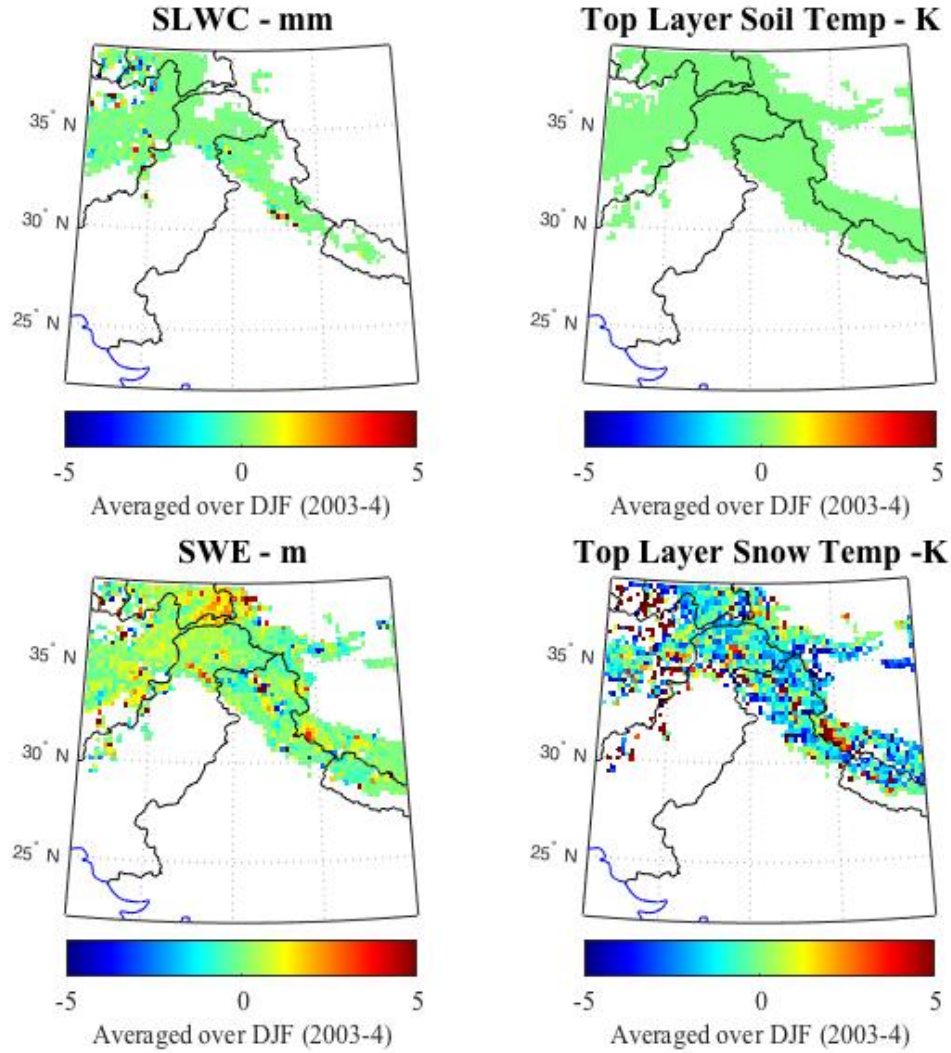 SLWC - mm
35° N
30° N
25° N
-5 0 5
Averaged over DJF (2003-4)
Top Layer Soil Temp - K
35° N
30° N
25° N
-5 0 5
Averaged over DJF (2003-4)
SWE - m
35° N
30° N
25° N
-5 0 5
Averaged over DJF (2003-4)
Top Layer Snow Temp -K
35° N
30° N
25° N
-5 0 5
Averaged over DJF (2003-4)